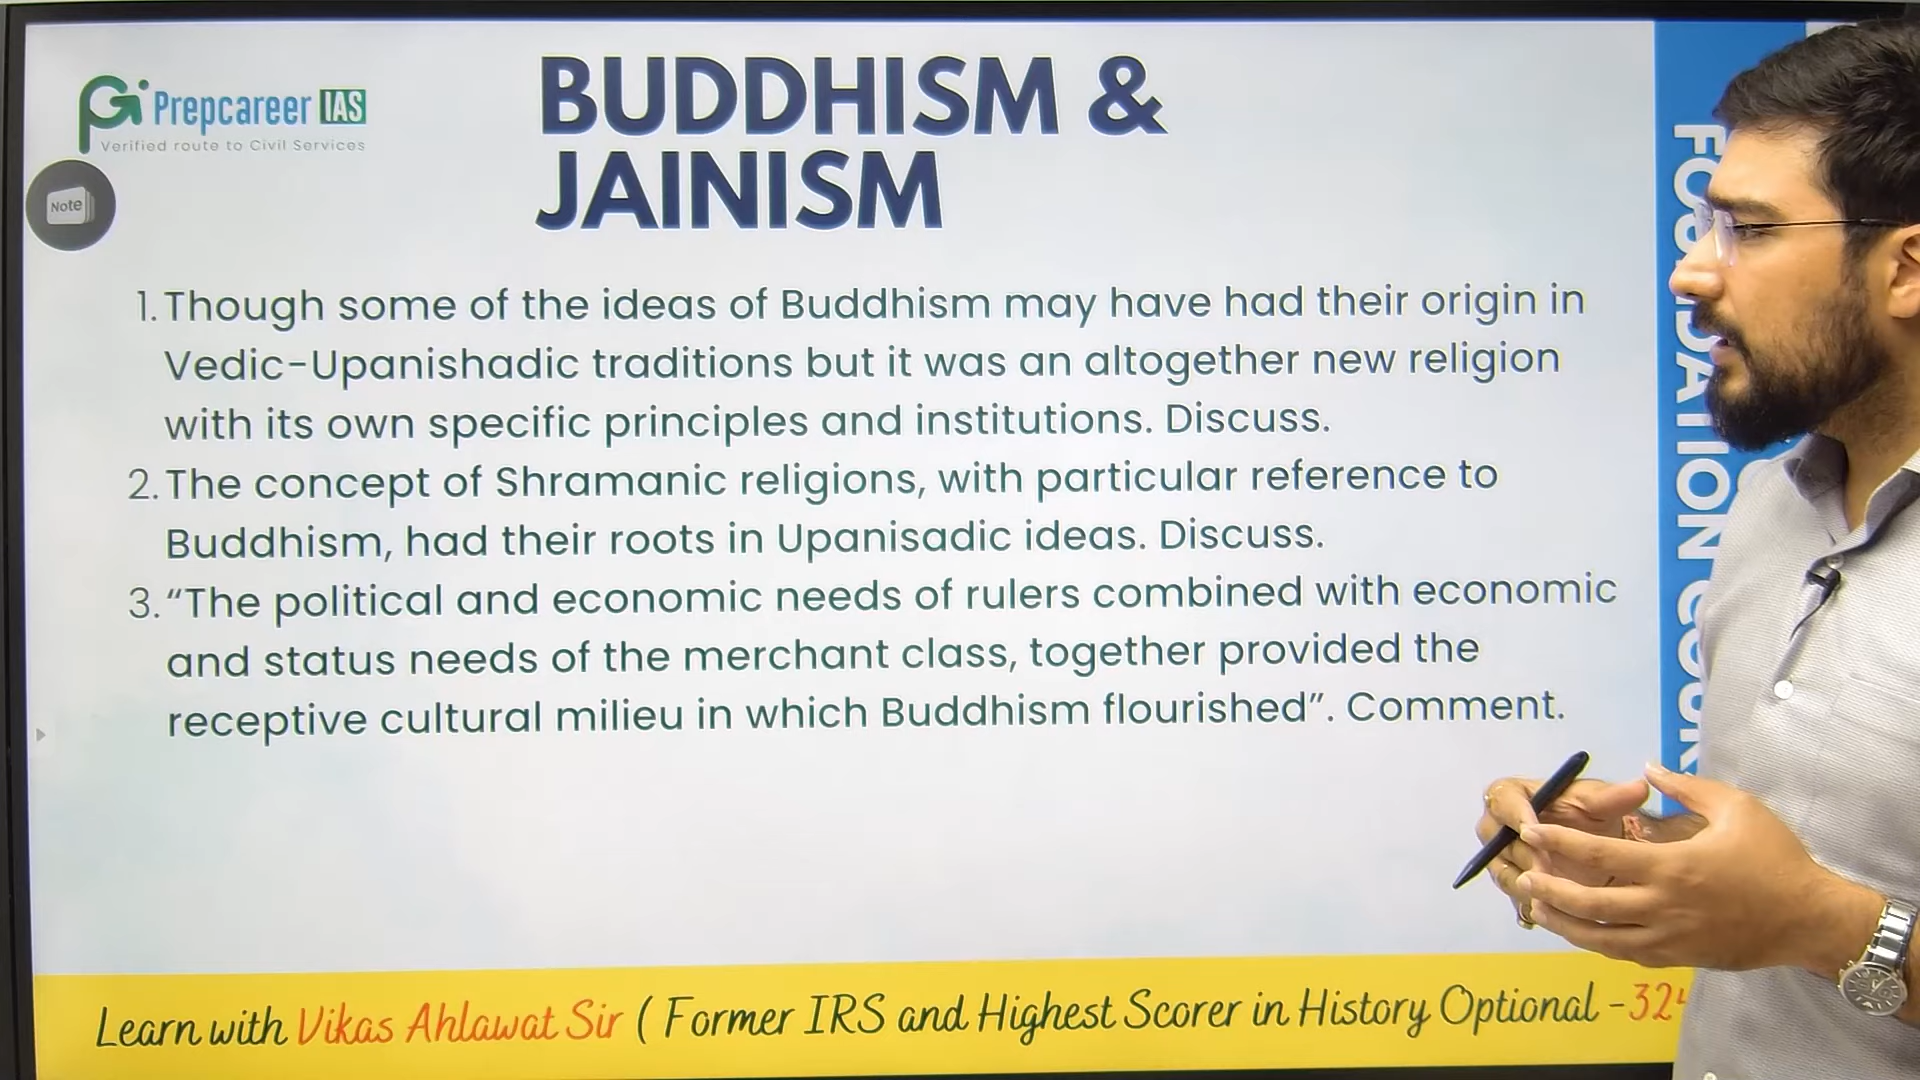 Prepcareer IAS
Verified route to Civil Services
Note
BUDDHISM &
JAINISM
1. Though some of the ideas of Buddhism may have had their origin in
Vedic-Upanishadic traditions but it was an altogether new religion
with its own specific principles and institutions. Discuss.
2. The concept of Shramanic religions, with particular reference to
Buddhism, had their roots in Upanisadic ideas. Discuss.
3. “The political and economic needs of rulers combined with economic
and status needs of the merchant class, together provided the
receptive cultural milieu in which Buddhism flourished”. Comment.
Learn with Vikas Ahlawat Sir ( Former IRS and Highest Scorer in History Optional -